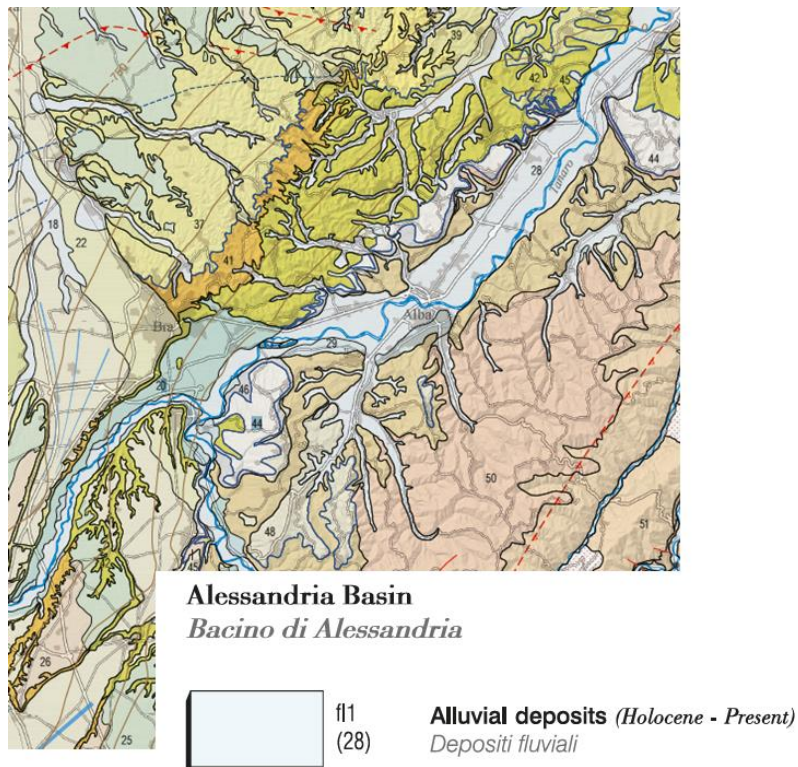 39
42
45
44
28
Tanaro
18
22
37
41
Bra
Alba
29
46
44
50
48
51
45
26
25
Alessandria Basin
Bacino di Alessandria
fl1
(28)
Alluvial deposits (Holocene - Present)
Depositi fluviali